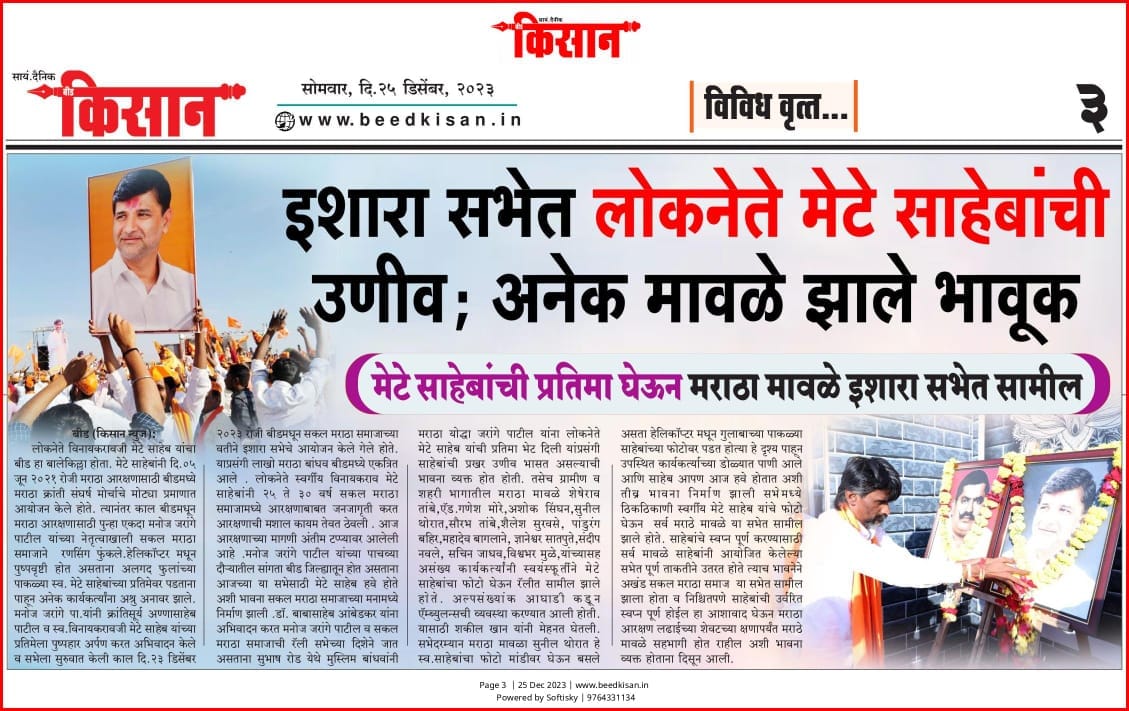 सायं.दैनिक
बीड
किसान
सायं.दैनिक
बीड
किसान
सोमवार, दि.२५ डिसेंबर, २०२३
www.beedkisan.in
विविध वृत्त...
३
इशारा सभेत लोकनेते मेटे साहेबांची
उणीव; अनेक मावळे झाले भावूक
मेटे साहेबांची प्रतिमा घेऊन मराठा मावळे इशारा सभेत सामील
बीड (किसान न्युज):
लोकनेते विनायकरावजी मेटे साहेब यांचा
बीड हा बालेकिल्ला होता. मेटे साहेबांनी दि.०५
जून २०२१ रोजी मराठा आरक्षणासाठी बीडमध्ये
मराठा क्रांती संघर्ष मोर्चाचे मोठ्या प्रमाणात
आयोजन केले होते. त्यानंतर काल बीडमधून
मराठा आरक्षणासाठी पुन्हा एकदा मनोज जरांगे
पाटील यांच्या नेतृत्वाखाली सकल मराठा
समाजाने रणसिंग फुंकले.हेलिकॉप्टर मधून
पुष्पवृष्टी होत असताना अलगद फुलांच्या
पाकळ्या स्व. मेटे साहेबांच्या प्रतिमेवर पडताना
पाहून अनेक कार्यकर्त्यांना अश्रु अनावर झाले.
मनोज जरांगे पा.यांनी क्रांतिसूर्य अण्णासाहेब
पाटील व स्व.विनायकरावजी मेटे साहेब यांच्या
प्रतिमेला पुष्पहार अर्पण करत अभिवादन केले
व सभेला सुरुवात केली काल दि.२३ डिसेंबर
२०२३ रोजी बीडमधून सकल मराठा समाजाच्या
वतीने इशारा सभेचे आयोजन केले गेले होते.
याप्रसंगी लाखो मराठा बांधव बीडमध्ये एकत्रित
आले . लोकनेते स्वर्गीय विनायकराव मेटे
साहेबांनी २५ ते ३० वर्ष सकल मराठा
समाजामध्ये आरक्षणाबाबत जनजागृती करत
आरक्षणाची मशाल कायम तेवत ठेवली . आज
आरक्षणाच्या मागणी अंतीम टप्प्यावर आलेली
आहे .मनोज जरांगे पाटील यांच्या पाचव्या
दौऱ्यातील सांगता बीड जिल्ह्यातून होत असताना
आजच्या या सभेसाठी मेटे साहेब हवे होते
अशी भावना सकल मराठा समाजाच्या मनामध्ये
निर्माण झाली .डॉ. बाबासाहेब आंबेडकर यांना
अभिवादन करत मनोज जरांगे पाटील व सकल
मराठा समाजाची रॅली सभेच्या दिशेने जात
असताना सुभाष रोड येथे मुस्लिम बांधवांनी
मराठा योद्धा जरांगे पाटील यांना लोकनेते
मेटे साहेब यांची प्रतिमा भेट दिली यांप्रसंगी
साहेबांची प्रखर उणीव भासत असल्याची
भावना व्यक्त होत होती. तसेच ग्रामीण व
शहरी भागातील मराठा मावळे शेषेराव
तांबे,एॅड.गणेश मोरे,अशोक सिंघन,सुनील
थोरात,सौरभ तांबे,शैलेश सुरवसे, पांडुरंग
बहिर,महादेव बागलाने, ज्ञानेश्वर सातपुते,संदीप
नवले, सचिन जाधव,विश्वभर मुळे,यांच्यासह
असंख्य कार्यकर्त्यांनी स्वयंस्फूर्तीने मेटे
साहेबांचा फोटो घेऊन रॅलीत सामील झाले
होते. अल्पसंख्यांक आघाडी कडून
ऍम्ब्युलन्सची व्यवस्था करण्यात आली होती.
यासाठी शकील खान यांनी मेहनत घेतली.
सभेदरम्यान मराठा मावळा सुनील थोरात हे
स्व.साहेबांचा फोटो मांडीवर घेऊन बसले
असता हेलिकॉप्टर मधून गुलाबाच्या पाकळ्या
साहेबांच्या फोटोवर पडत होत्या हे दृश्य पाहून
उपस्थित कार्यकर्त्याच्या डोळ्यात पाणी आले
आणि साहेब आपण आज हवे होतात अशी
तीव्र भावना निर्माण झाली सभेमध्ये
ठिकठिकाणी स्वर्गीय मेटे साहेब यांचे फोटो
घेऊन सर्व मराठे मावळे या सभेत सामील
झाले होते. साहेबांचे स्वप्न पूर्ण करण्यासाठी
सर्व मावळे साहेबांनी आयोजित केलेल्या
सभेत पूर्ण ताकतीने उतरत होते त्याच भावनेने
अखंड सकल मराठा समाज या सभेत सामील
झाला होता व निश्चितपणे साहेबांची उर्वरित
स्वप्न पूर्ण होईल हा आशावाद घेऊन मराठा
आरक्षण लढाईच्या शेवटच्या क्षणापर्यंत मराठे
मावळे सहभागी होत राहील अशी भावना
व्यक्त होताना दिसून आली.
Page 3 | 25 Dec 2023 | www.beedkisan.in
Powered by Softisky | 9764331134